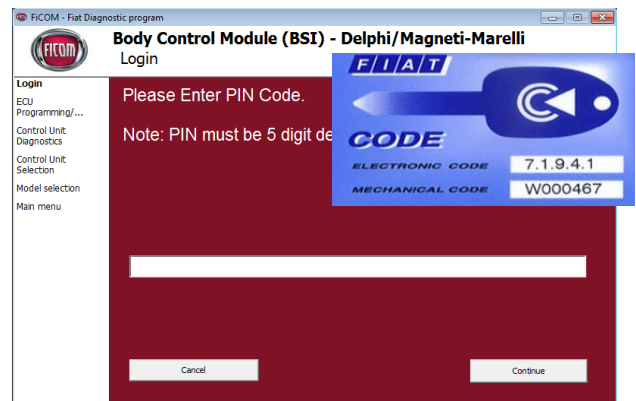 FiCOM - Fiat Diagnostic program
FICOM
Body Control Module (BSI) - Delphi/Magneti-Marelli
Login
Login
ECU
Programming/...
Control Unit
Diagnostics
Control Unit
Selection
Model selection
Main menu
Please Enter PIN Code.
Note: PIN must be 5 digit de
FIAT
CODE
ELECTRONIC CODE 7.1.9.4.1
MECHANICAL CODE W000467
Cancel
Continue